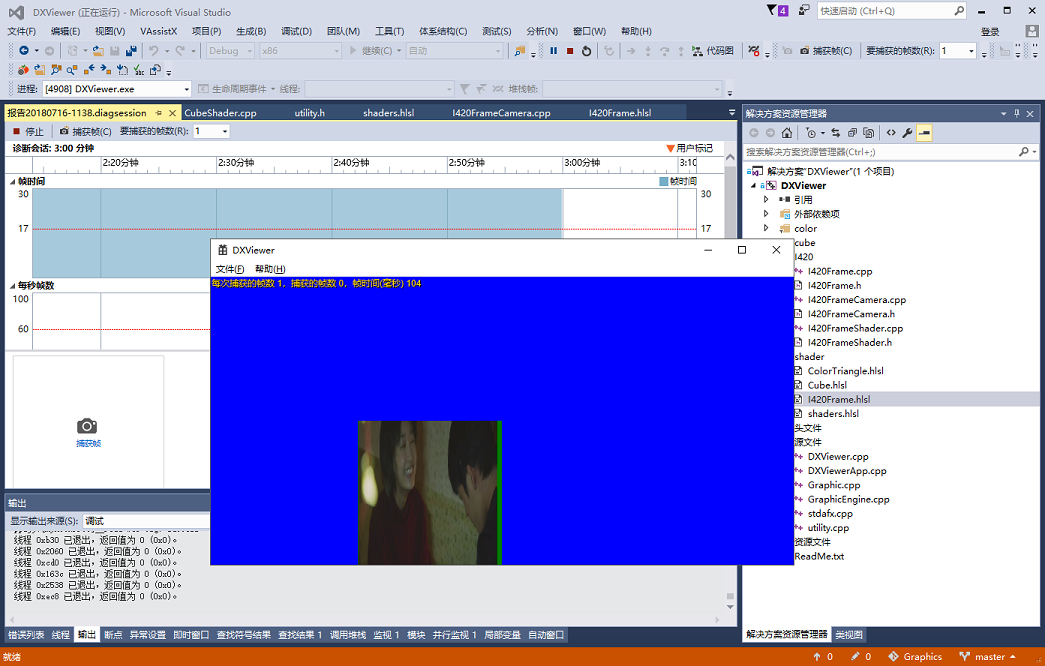 DXViewer (正在运行) - Microsoft Visual Studio
4
快速启动 (Ctrl+Q)
文件(F) 编辑(E) 视图(V) VAssistX 项目(P) 生成(B) 调试(D) 团队(M) 工具(T) 体系结构(C) 测试(S) 分析(N) 窗口(W) 帮助(H)
登录
Debug x86 继续(C) 自动 代码图 捕获帧(C) 要捕获的帧数(R): 1
进程: [4908] DXViewer.exe 生命周期事件 线程: 堆栈帧:
报告20180716-1138.diagsession CubeShader.cpp utility.h shaders.hlsl I420FrameCamera.cpp I420Frame.hlsl
停止 捕获帧(C) 要捕获的帧数(R): 1
诊断会话: 3:00 分钟
用户标记
2:20分钟 2:30分钟 2:40分钟 2:50分钟 3:00分钟 3:10
帧时间
帧时间
30 30
17 17
每秒帧数
100
60
捕获帧
DXViewer
文件(F) 帮助(H)
每次捕获的帧数 1，捕获的帧数 0，帧时间(毫秒) 104
输出
显示输出来源(S): 调试
线程 0xb30 已退出，返回值为 0 (0x0)。
线程 0x2060 已退出，返回值为 0 (0x0)。
线程 0xcd0 已退出，返回值为 0 (0x0)。
线程 0x163c 已退出，返回值为 0 (0x0)。
线程 0x2538 已退出，返回值为 0 (0x0)。
线程 0xec8 已退出，返回值为 0 (0x0)。
错误列表 线程 输出 断点 异常设置 即时窗口 查找符号结果 查找结果 1 调用堆栈 监视 1 模块 并行监视 1 局部变量 自动窗口
解决方案资源管理器
搜索解决方案资源管理器(Ctrl+;)
解决方案"DXViewer"(1 个项目)
DXViewer
引用
外部依赖项
color
cube
I420
I420Frame.cpp
I420Frame.h
I420FrameCamera.cpp
I420FrameCamera.h
I420FrameShader.cpp
I420FrameShader.h
shader
ColorTriangle.hlsl
Cube.hlsl
I420Frame.hlsl
shaders.hlsl
头文件
源文件
DXViewer.cpp
DXViewerApp.cpp
Graphic.cpp
GraphicEngine.cpp
stdafx.cpp
utility.cpp
资源文件
ReadMe.txt
解决方案资源管理器 类视图
就绪
0 0 Graphics master